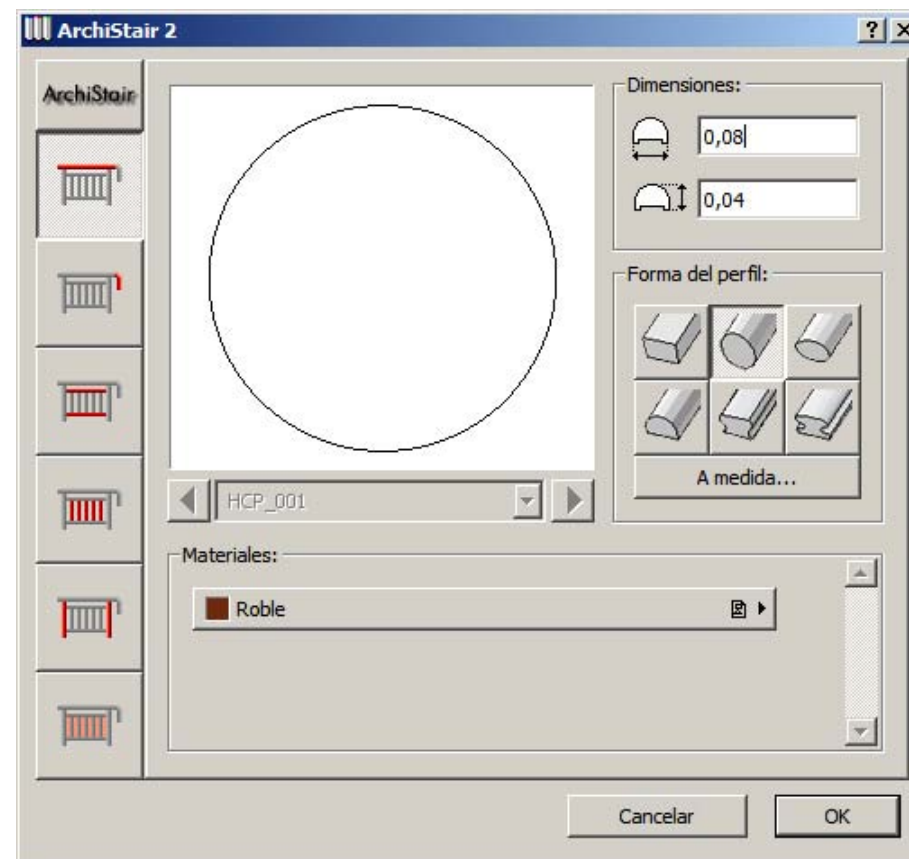 ArchiStair 2
ArchiStair
Dimensiones:
0,08
0,04
Forma del perfil:
A medida...
HCP_001
Materiales:
Roble
Cancelar
OK